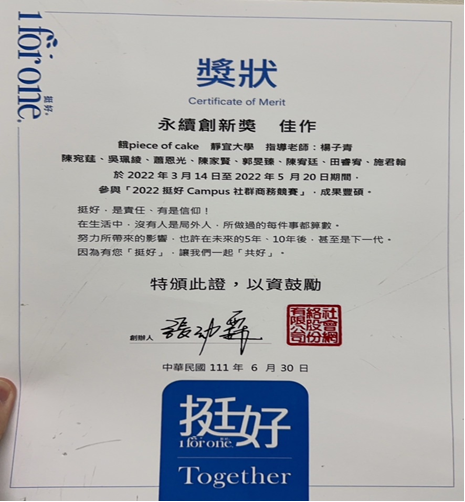 1 for one 挺好,
獎狀
Certificate of Merit
永續創新獎 佳作
餓piece of cake 靜宜大學 指導老師:楊子青
陳宛莛、吳珮綾、蕭恩光、陳家賢、郭旻臻、陳宥廷、田睿宥、施君翰
於 2022 年 3 月 14 日至 2022 年 5 月 20 日期間,
參與「2022 挺好 Campus 社群商務競賽」,成果豐碩。
挺好,是責任、有是信仰!
在生活中,沒有人是局外人,所做過的每件事都算數。
努力所帶來的影響,也許在未來的5年,10年後,甚至是下一代。
因為有您「挺好」,讓我們一起「共好」。
特頒此證,以資鼓勵
創辦人
社會網
絡股份
有限公司
中華民國 111 年 6 月 30 日
挺好
1 for one
Together